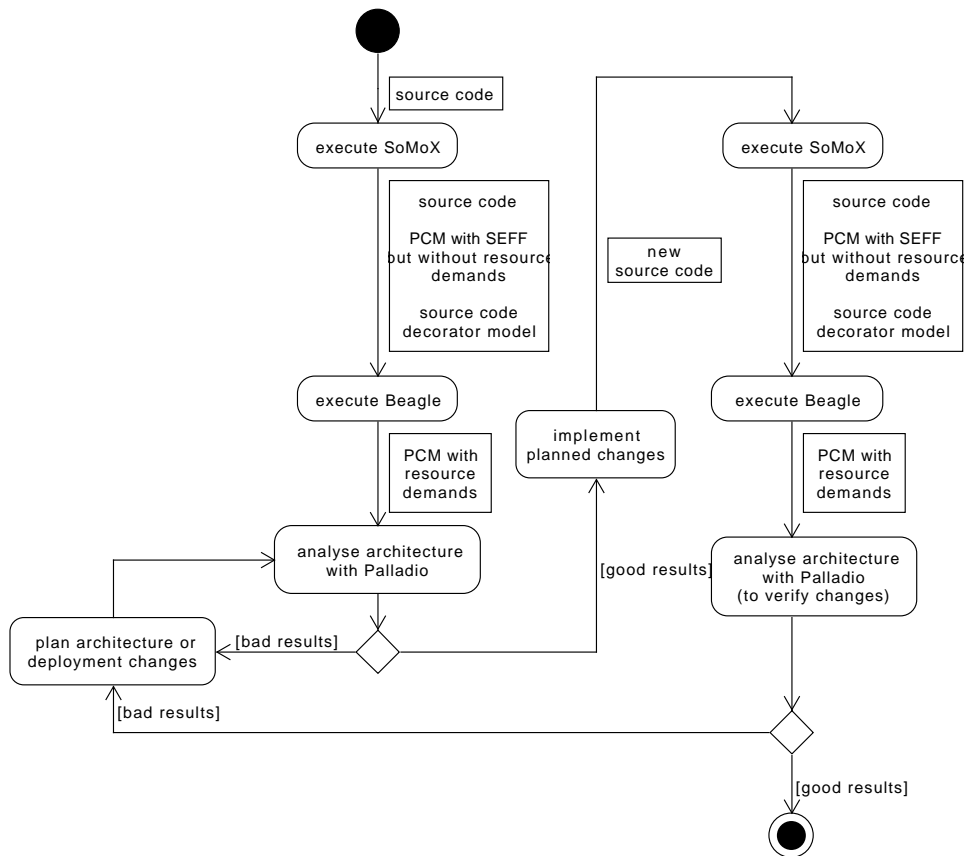 source code
execute SoMoX
source code
PCM with SEFF
but without resource
demands
source code
decorator model
execute Beagle
PCM with
resource
demands
analyse architecture
with Palladio
[bad results]
plan architecture or
deployment changes
[bad results]
[good results]
implement
planned changes
new
source code
execute SoMoX
source code
PCM with SEFF
but without resource
demands
source code
decorator model
execute Beagle
PCM with
resource
demands
analyse architecture
with Palladio
(to verify changes)
[good results]